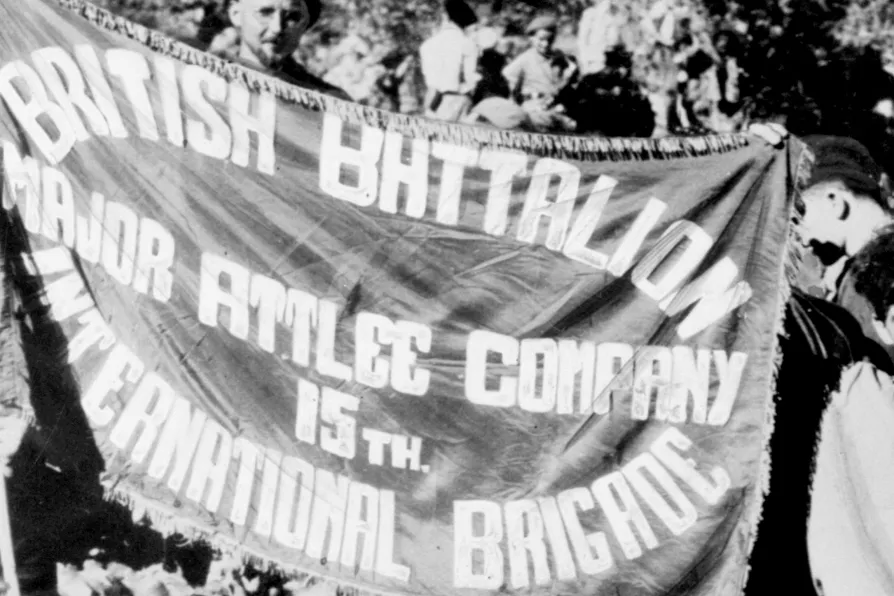 BRITISH BATTALION
MAJOR ATTLEE COMPANY
15TH.
INTERNATIONAL BRIGADE